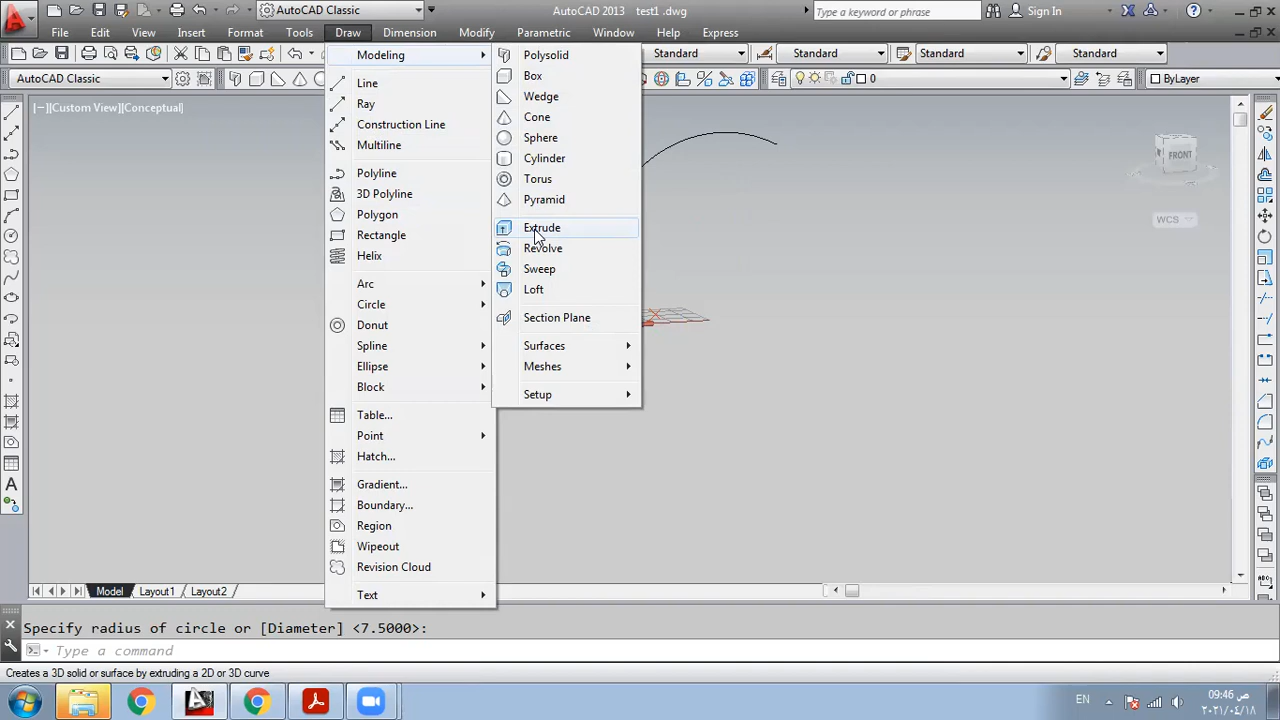 AutoCAD Classic
AutoCAD 2013 test1 .dwg
Type a keyword or phrase
Sign In
File Edit View Insert Format Tools Draw Dimension Modify Parametric Window Help Express
Standard Standard Standard Standard
AutoCAD Classic
0
ByLayer
[−][Custom View][Conceptual]
Modeling
Line
Ray
Construction Line
Multiline
Polyline
3D Polyline
Polygon
Rectangle
Helix
Arc
Circle
Donut
Spline
Ellipse
Block
Table...
Point
Hatch...
Gradient...
Boundary...
Region
Wipeout
Revision Cloud
Text
Polysolid
Box
Wedge
Cone
Sphere
Cylinder
Torus
Pyramid
Extrude
Revolve
Sweep
Loft
Section Plane
Surfaces
Meshes
Setup
FRONT
WCS
Model Layout1 Layout2
Specify radius of circle or [Diameter] <7.5000>:
Type a command
Creates a 3D solid or surface by extruding a 2D or 3D curve
EN
09:46 ص
٢٠٢١/٠٤/١٨